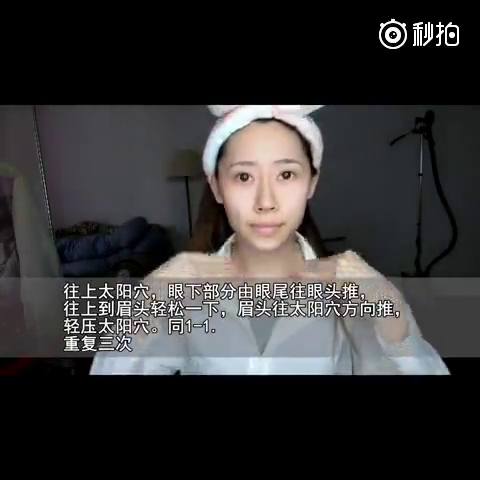 秒拍
往上太阳穴，眼下部分由眼尾往眼头推，
往上到眉头轻松一下，眉头往太阳穴方向推，
轻压太阳穴。同1-1.
重复三次